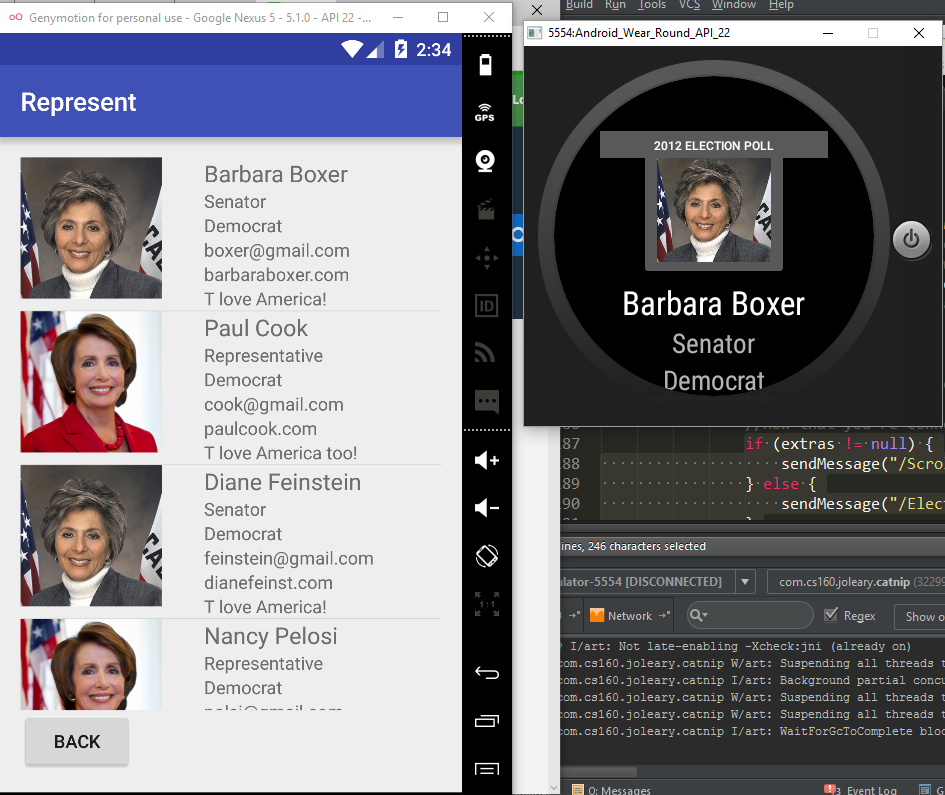 Genymotion for personal use - Google Nexus 5 - 5.1.0 - API 22 -...
2:34
Represent
Barbara Boxer
Senator
Democrat
boxer@gmail.com
barbaraboxer.com
T love America!
Paul Cook
Representative
Democrat
cook@gmail.com
paulcook.com
T love America too!
Diane Feinstein
Senator
Democrat
feinstein@gmail.com
dianefeinst.com
T love America!
Nancy Pelosi
Representative
Democrat
BACK
GPS
ID
1:1
Build Run Tools VCS Window Help
5554:Android_Wear_Round_API_22
2012 ELECTION POLL
Barbara Boxer
Senator
Democrat
87 if (extras != null) {
88 sendMessage("/Scro
89 } else {
90 sendMessage("/Elec
ines, 246 characters selected
ulator-5554 [DISCONNECTED] com.cs160.joleary.catnip (32299
Network Regex Show o
I/art: Not late-enabling -Xcheck:jni (already on)
com.cs160.joleary.catnip W/art: Suspending all threads t
com.cs160.joleary.catnip I/art: Background partial concu
com.cs160.joleary.catnip W/art: Suspending all threads t
com.cs160.joleary.catnip W/art: Suspending all threads t
com.cs160.joleary.catnip I/art: WaitForGcToComplete bloc
0: Messages 3 Event Log